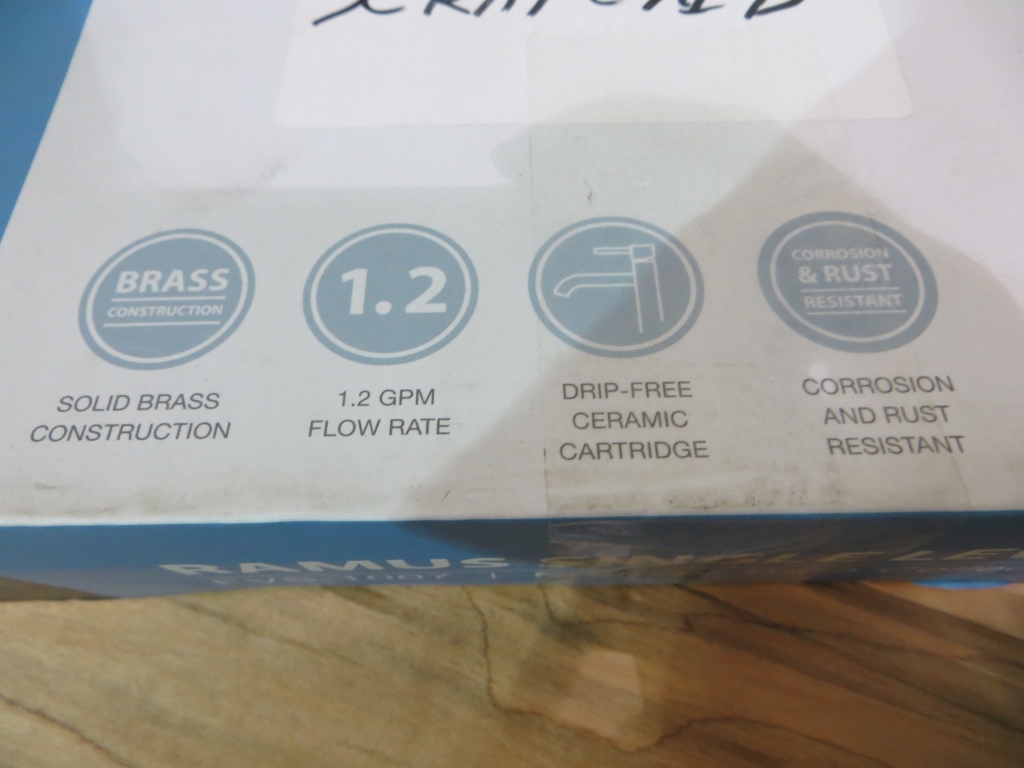 BRASS
CONSTRUCTION
1.2
CORROSION
& RUST
RESISTANT
SOLID BRASS
CONSTRUCTION
1.2 GPM
FLOW RATE
DRIP-FREE
CERAMIC
CARTRIDGE
CORROSION
AND RUST
RESISTANT
RAMUS